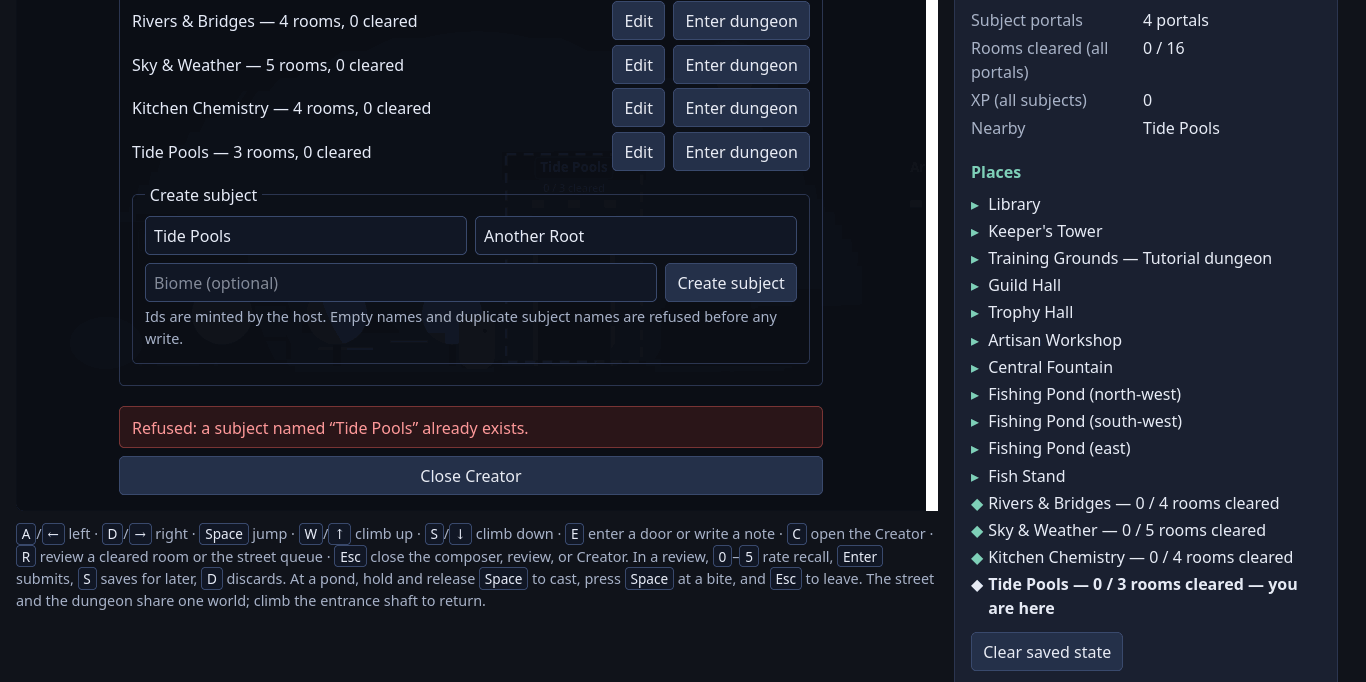 Rivers & Bridges — 4 rooms, 0 cleared
Edit
Enter dungeon
Sky & Weather — 5 rooms, 0 cleared
Edit
Enter dungeon
Kitchen Chemistry — 4 rooms, 0 cleared
Edit
Enter dungeon
Tide Pools — 3 rooms, 0 cleared
Edit
Enter dungeon
Tide Pools
Create subject
Tide Pools
Another Root
Biome (optional)
Create subject
Ids are minted by the host. Empty names and duplicate subject names are refused before any
write.
Refused: a subject named “Tide Pools” already exists.
Close Creator
A/← left · D/→ right · Space jump · W/↑ climb up · S/↓ climb down · E enter a door or write a note · C open the Creator ·
R review a cleared room or the street queue · Esc close the composer, review, or Creator. In a review, 0–5 rate recall, Enter
submits, S saves for later, D discards. At a pond, hold and release Space to cast, press Space at a bite, and Esc to leave. The street
and the dungeon share one world; climb the entrance shaft to return.
Subject portals
4 portals
Rooms cleared (all
portals)
0 / 16
XP (all subjects)
0
Nearby
Tide Pools
Places
▸ Library
▸ Keeper's Tower
▸ Training Grounds — Tutorial dungeon
▸ Guild Hall
▸ Trophy Hall
▸ Artisan Workshop
▸ Central Fountain
▸ Fishing Pond (north-west)
▸ Fishing Pond (south-west)
▸ Fishing Pond (east)
▸ Fish Stand
◆ Rivers & Bridges — 0 / 4 rooms cleared
◆ Sky & Weather — 0 / 5 rooms cleared
◆ Kitchen Chemistry — 0 / 4 rooms cleared
◆ Tide Pools — 0 / 3 rooms cleared — you
are here
Clear saved state